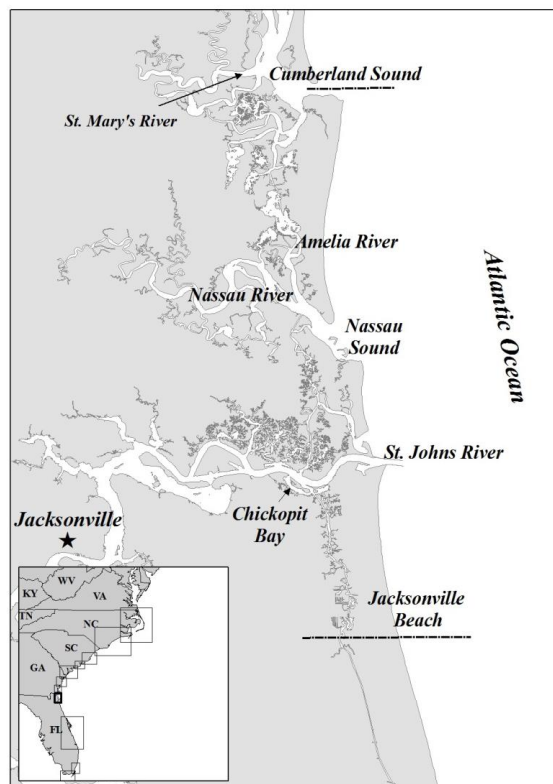 Cumberland Sound
St. Mary's River
Amelia River
Nassau River
Nassau
Sound
Atlantic Ocean
St. Johns River
Chickopit
Bay
Jacksonville
Jacksonville
Beach
WV
KY
VA
TN
NC
SC
GA
FL